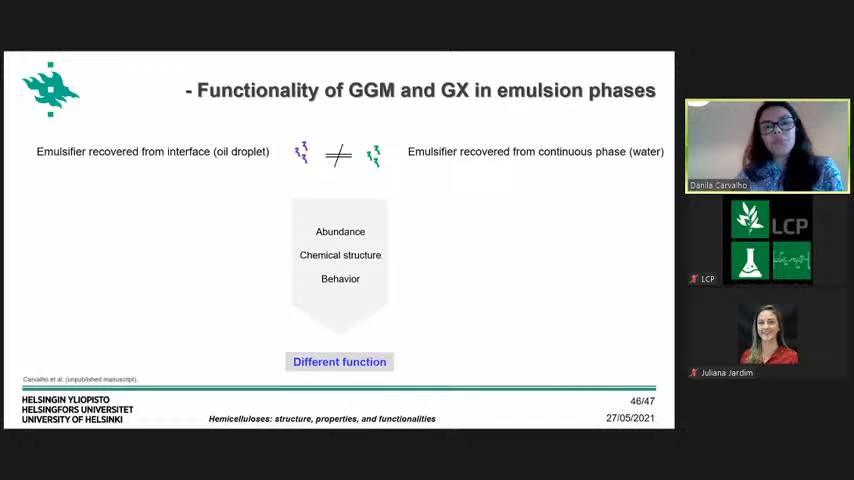 - Functionality of GGM and GX in emulsion phases
Emulsifier recovered from interface (oil droplet)
Emulsifier recovered from continuous phase (water)
Abundance
Chemical structure
Behavior
Different function
Carvalho et al. (unpublished manuscript).
HELSINGIN YLIOPISTO
HELSINGFORS UNIVERSITET
UNIVERSITY OF HELSINKI
Hemicelluloses: structure, properties, and functionalities
46/47
27/05/2021
Danila Carvalho
LCP
LCP
Juliana Jardim